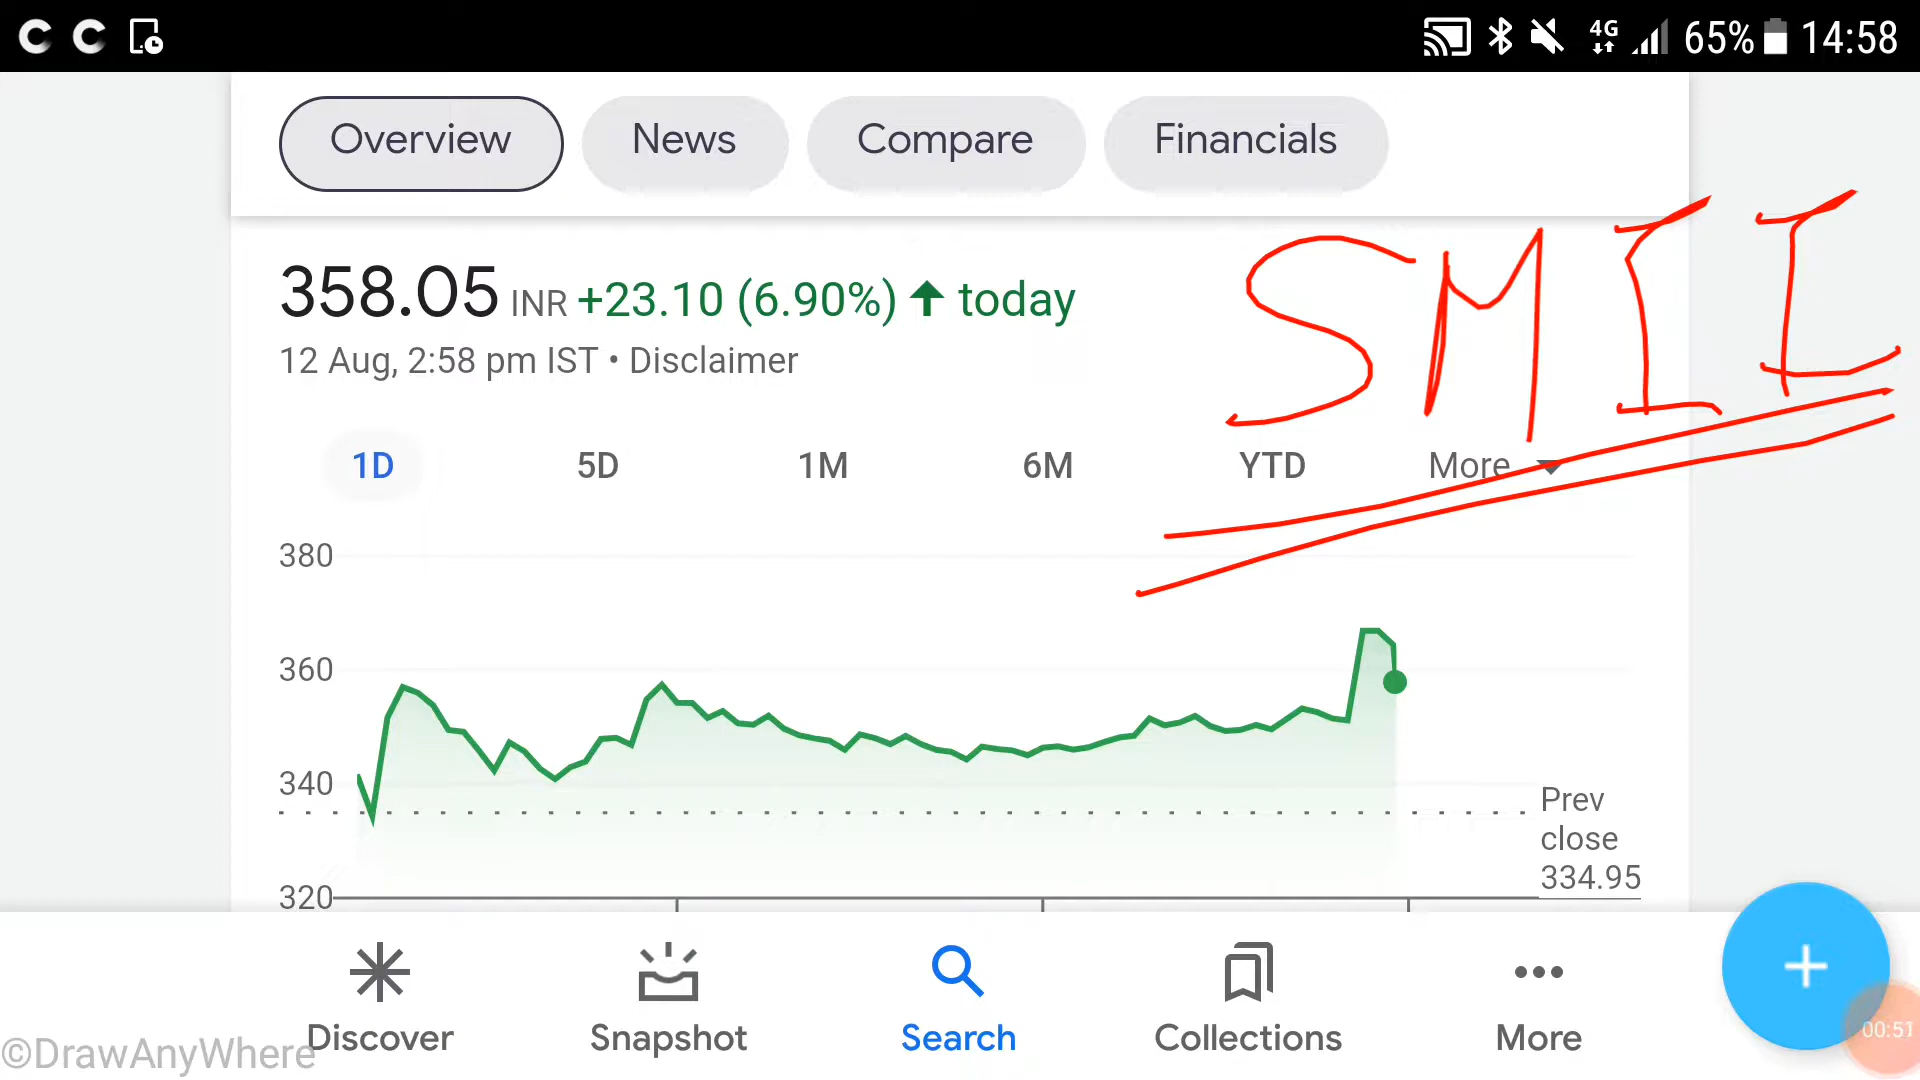 C C 4G 65% 14:58
Overview News Compare Financials
SMII
358.05 INR +23.10 (6.90%) today
12 Aug, 2:58 pm IST • Disclaimer
1D 5D 1M 6M YTD More
380
360
340
Prev
close
334.95
320
Discover Snapshot Search Collections More
00:51
©DrawAnyWhere